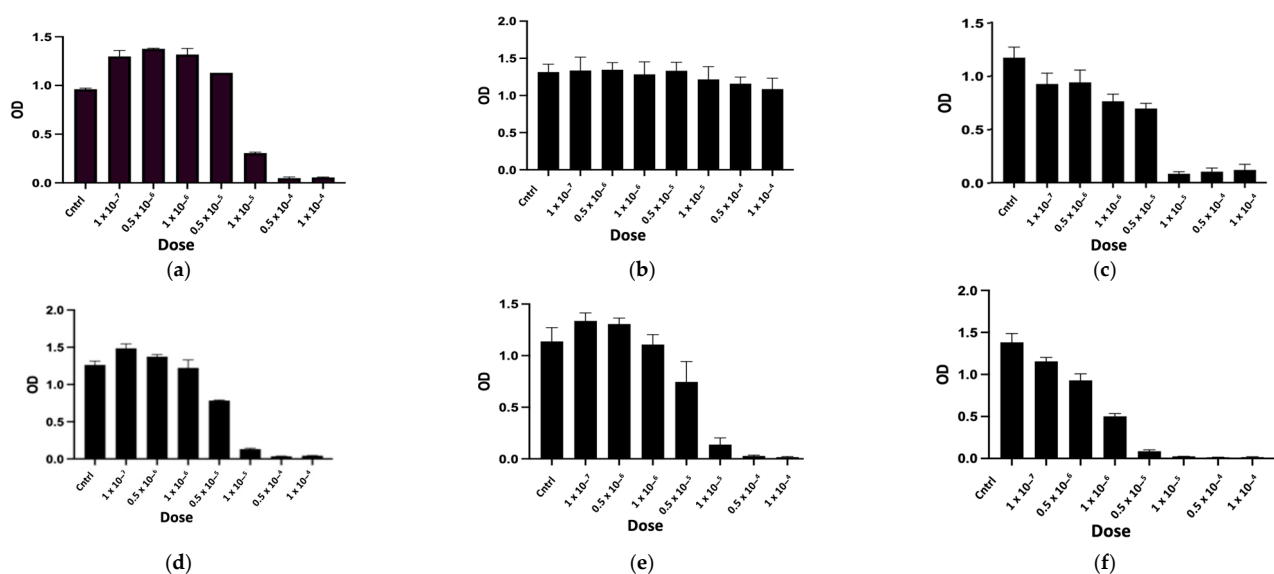 1.5
1.0
0.5
0.0
OD
Cntrl
1 x 10⁻⁷
0.5 x 10⁻⁶
1 x 10⁻⁶
0.5 x 10⁻⁵
1 x 10⁻⁵
0.5 x 10⁻⁴
1 x 10⁻⁴
Dose
(a)
2.0
1.5
1.0
0.5
0.0
OD
Cntrl
1 x 10⁻⁷
0.5 x 10⁻⁶
1 x 10⁻⁶
0.5 x 10⁻⁵
1 x 10⁻⁵
0.5 x 10⁻⁴
1 x 10⁻⁴
Dose
(b)
1.5
1.0
0.5
0.0
OD
Cntrl
1 x 10⁻⁷
0.5 x 10⁻⁶
1 x 10⁻⁶
0.5 x 10⁻⁵
1 x 10⁻⁵
0.5 x 10⁻⁴
1 x 10⁻⁴
Dose
(c)
2.0
1.5
1.0
0.5
0.0
OD
Cntrl
1 x 10⁻⁷
0.5 x 10⁻⁶
1 x 10⁻⁶
0.5 x 10⁻⁵
1 x 10⁻⁵
0.5 x 10⁻⁴
1 x 10⁻⁴
Dose
(d)
1.5
1.0
0.5
0.0
OD
Cntrl
1 x 10⁻⁷
0.5 x 10⁻⁶
1 x 10⁻⁶
0.5 x 10⁻⁵
1 x 10⁻⁵
0.5 x 10⁻⁴
1 x 10⁻⁴
Dose
(e)
2.0
1.5
1.0
0.5
0.0
OD
Cntrl
1 x 10⁻⁷
0.5 x 10⁻⁶
1 x 10⁻⁶
0.5 x 10⁻⁵
1 x 10⁻⁵
0.5 x 10⁻⁴
1 x 10⁻⁴
Dose
(f)